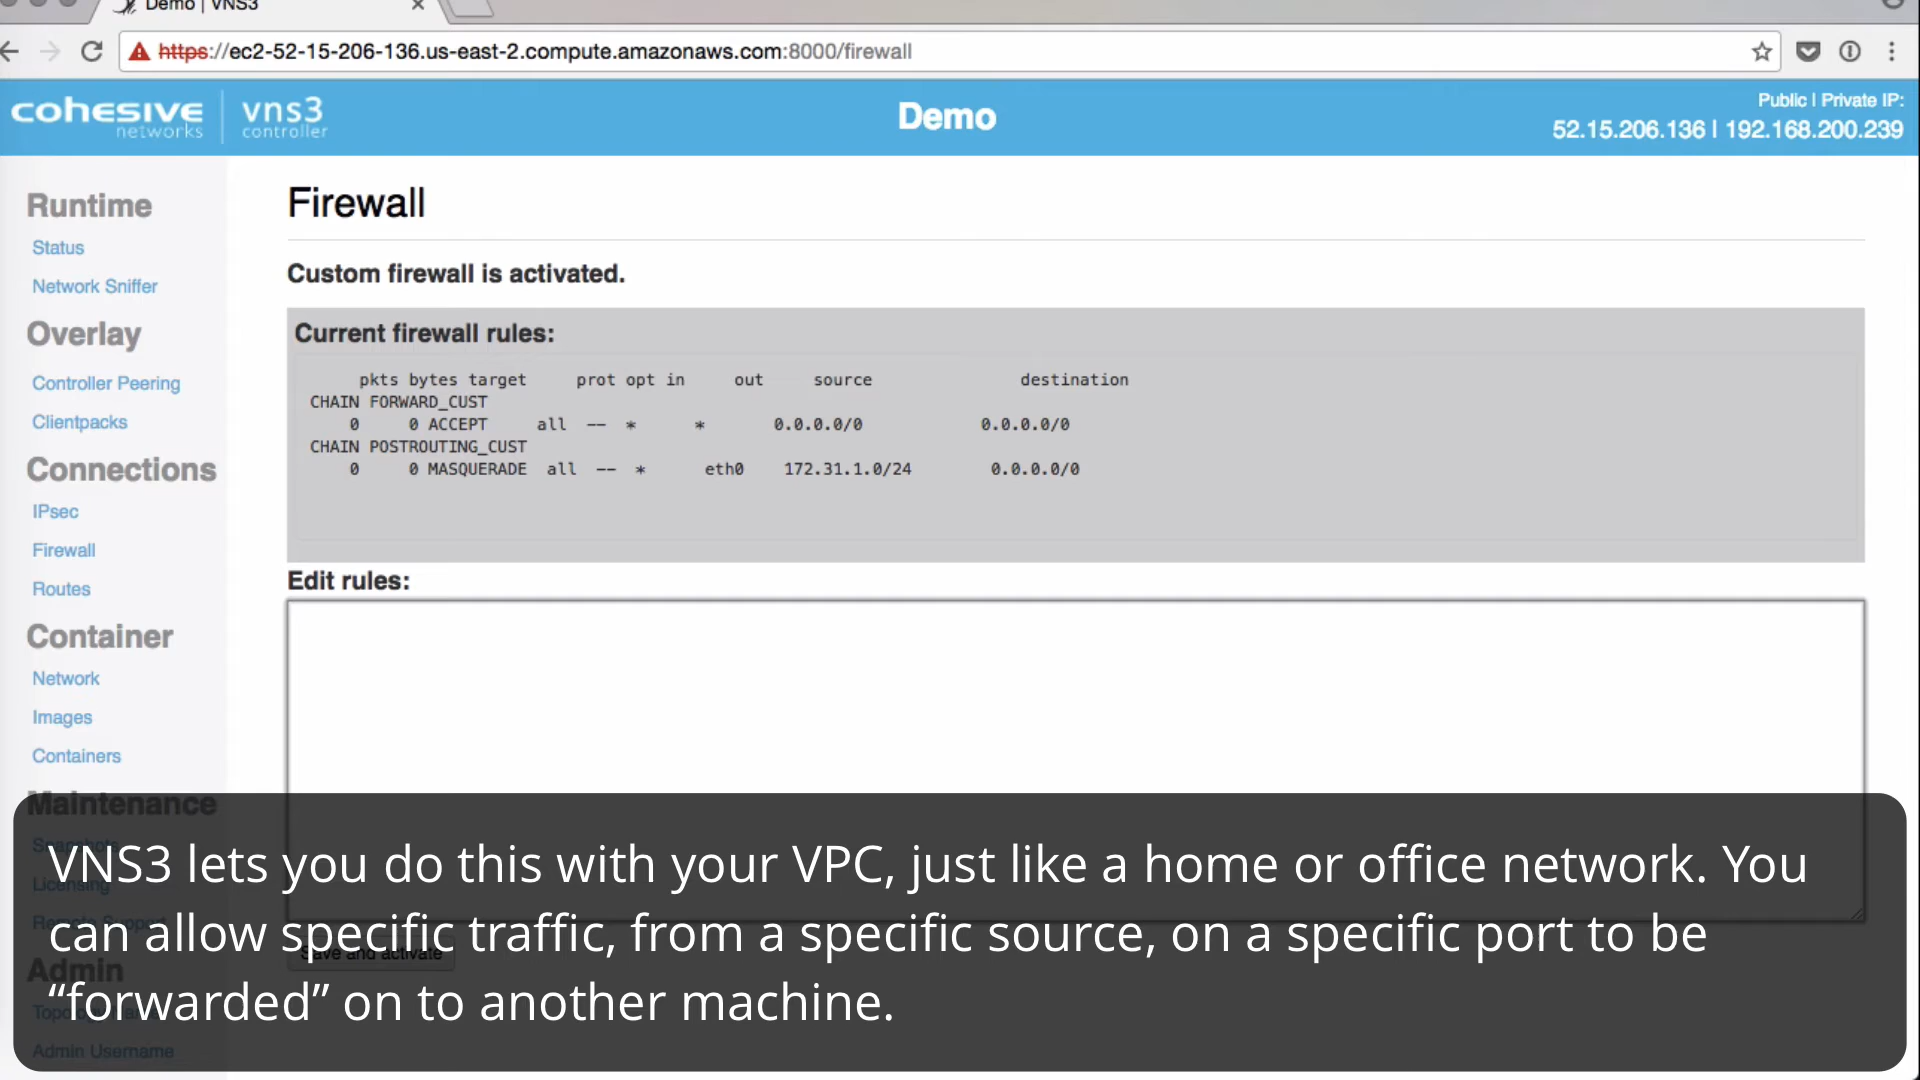 Demo | VNS3
https://ec2-52-15-206-136.us-east-2.compute.amazonaws.com:8000/firewall
cohesive networks | vns3 controller
Demo
Public | Private IP:
52.15.206.136 | 192.168.200.239
Runtime
Status
Network Sniffer
Overlay
Controller Peering
Clientpacks
Connections
IPsec
Firewall
Routes
Container
Network
Images
Containers
Maintenance
Snapshots
Licensing
Remote Support
Admin
Admin Username
Firewall
Custom firewall is activated.
Current firewall rules:
pkts bytes target prot opt in out source destination
CHAIN FORWARD_CUST
0 0 ACCEPT all -- * * 0.0.0.0/0 0.0.0.0/0
CHAIN POSTROUTING_CUST
0 0 MASQUERADE all -- * eth0 172.31.1.0/24 0.0.0.0/0
Edit rules:
Save and activate
VNS3 lets you do this with your VPC, just like a home or office network. You
can allow specific traffic, from a specific source, on a specific port to be
“forwarded” on to another machine.